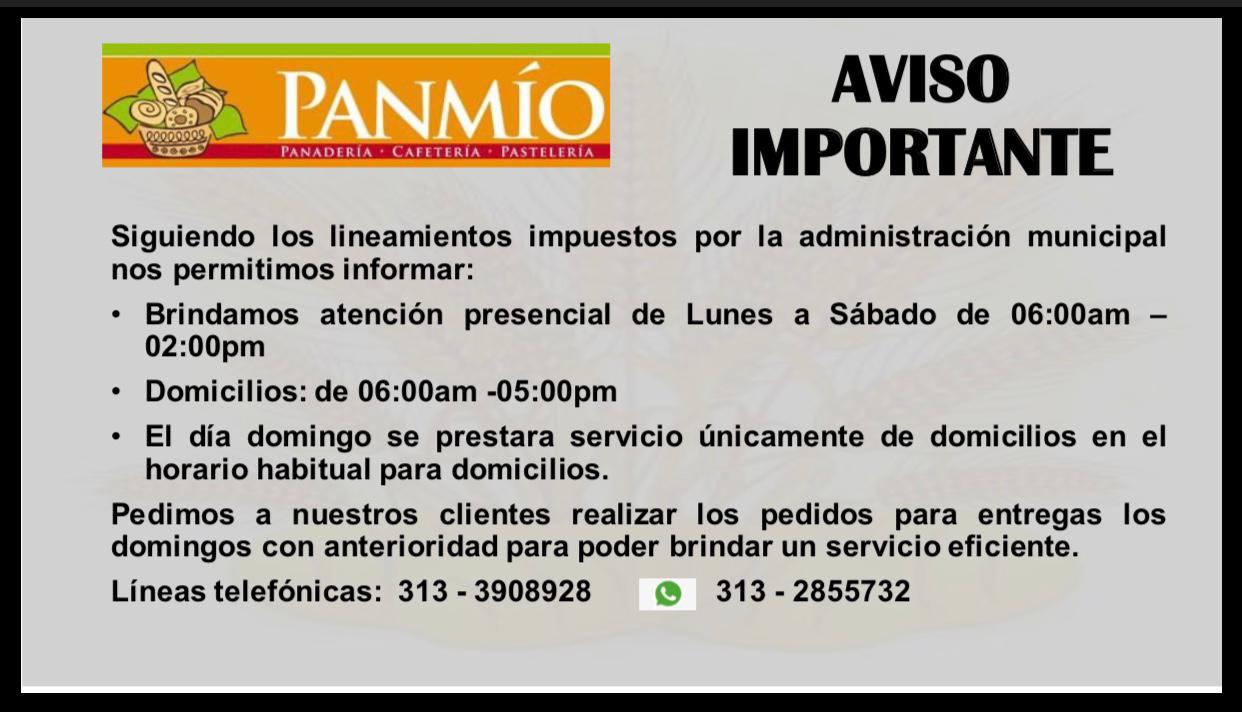 PANMÍO
PANADERÍA · CAFETERÍA · PASTELERÍA
AVISO
IMPORTANTE
Siguiendo los lineamientos impuestos por la administración municipal
nos permitimos informar:
• Brindamos atención presencial de Lunes a Sábado de 06:00am –
02:00pm
• Domicilios: de 06:00am -05:00pm
• El día domingo se prestara servicio únicamente de domicilios en el
horario habitual para domicilios.
Pedimos a nuestros clientes realizar los pedidos para entregas los
domingos con anterioridad para poder brindar un servicio eficiente.
Líneas telefónicas: 313 - 3908928 313 - 2855732